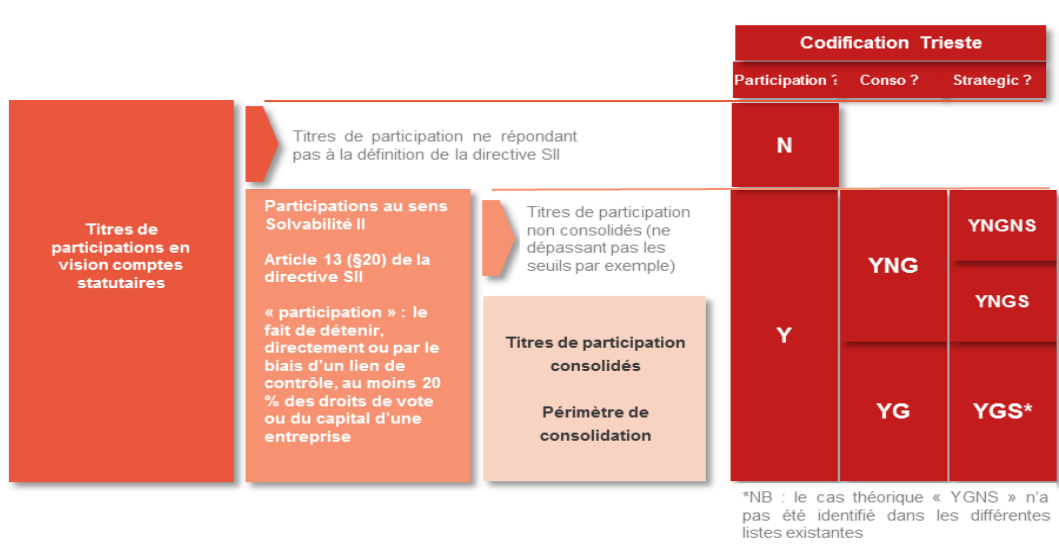 Codification Trieste
Participation ?
Conso ?
Strategic ?
Titres de
participations en
vision comptes
statutaires
Titres de participation ne répondant
pas à la définition de la directive SII
N
Participations au sens
Solvabilité II
Article 13 (§20) de la
directive SII
« participation » : le
fait de détenir,
directement ou par le
biais d'un lien de
contrôle, au moins 20
% des droits de vote
ou du capital d'une
entreprise
Titres de participation
non consolidés (ne
dépassant pas les
seuils par exemple)
Titres de participation
consolidés
Périmètre de
consolidation
Y
YNG
YNGNS
YNGS
YG
YGS*
*NB : le cas théorique « YGNS » n'a
pas été identifié dans les différentes
listes existantes